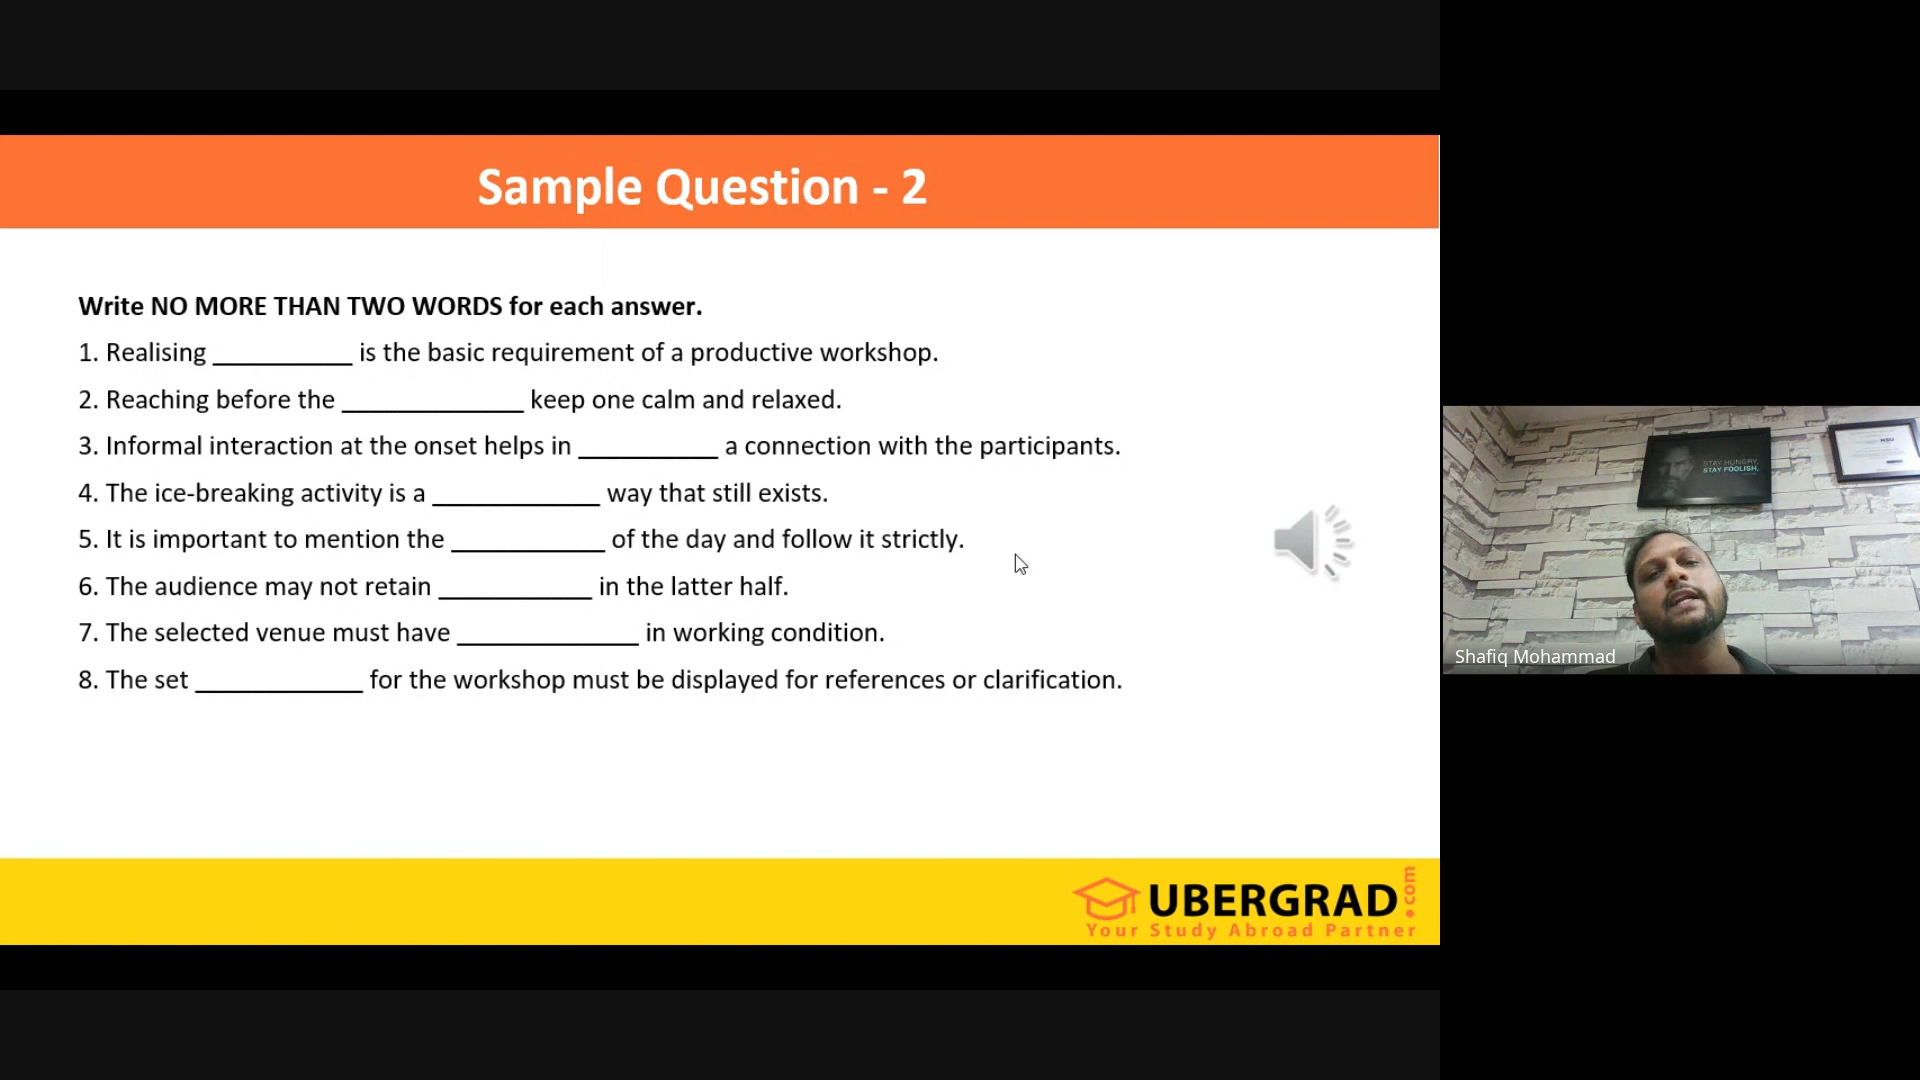 Sample Question - 2
Write NO MORE THAN TWO WORDS for each answer.
1. Realising __________ is the basic requirement of a productive workshop.
2. Reaching before the _____________ keep one calm and relaxed.
3. Informal interaction at the onset helps in __________ a connection with the participants.
4. The ice-breaking activity is a ____________ way that still exists.
5. It is important to mention the ___________ of the day and follow it strictly.
6. The audience may not retain ___________ in the latter half.
7. The selected venue must have _____________ in working condition.
8. The set ____________ for the workshop must be displayed for references or clarification.
UBERGRAD.com
Your Study Abroad Partner
STAY HUNGRY,
STAY FOOLISH,
Shafiq Mohammad